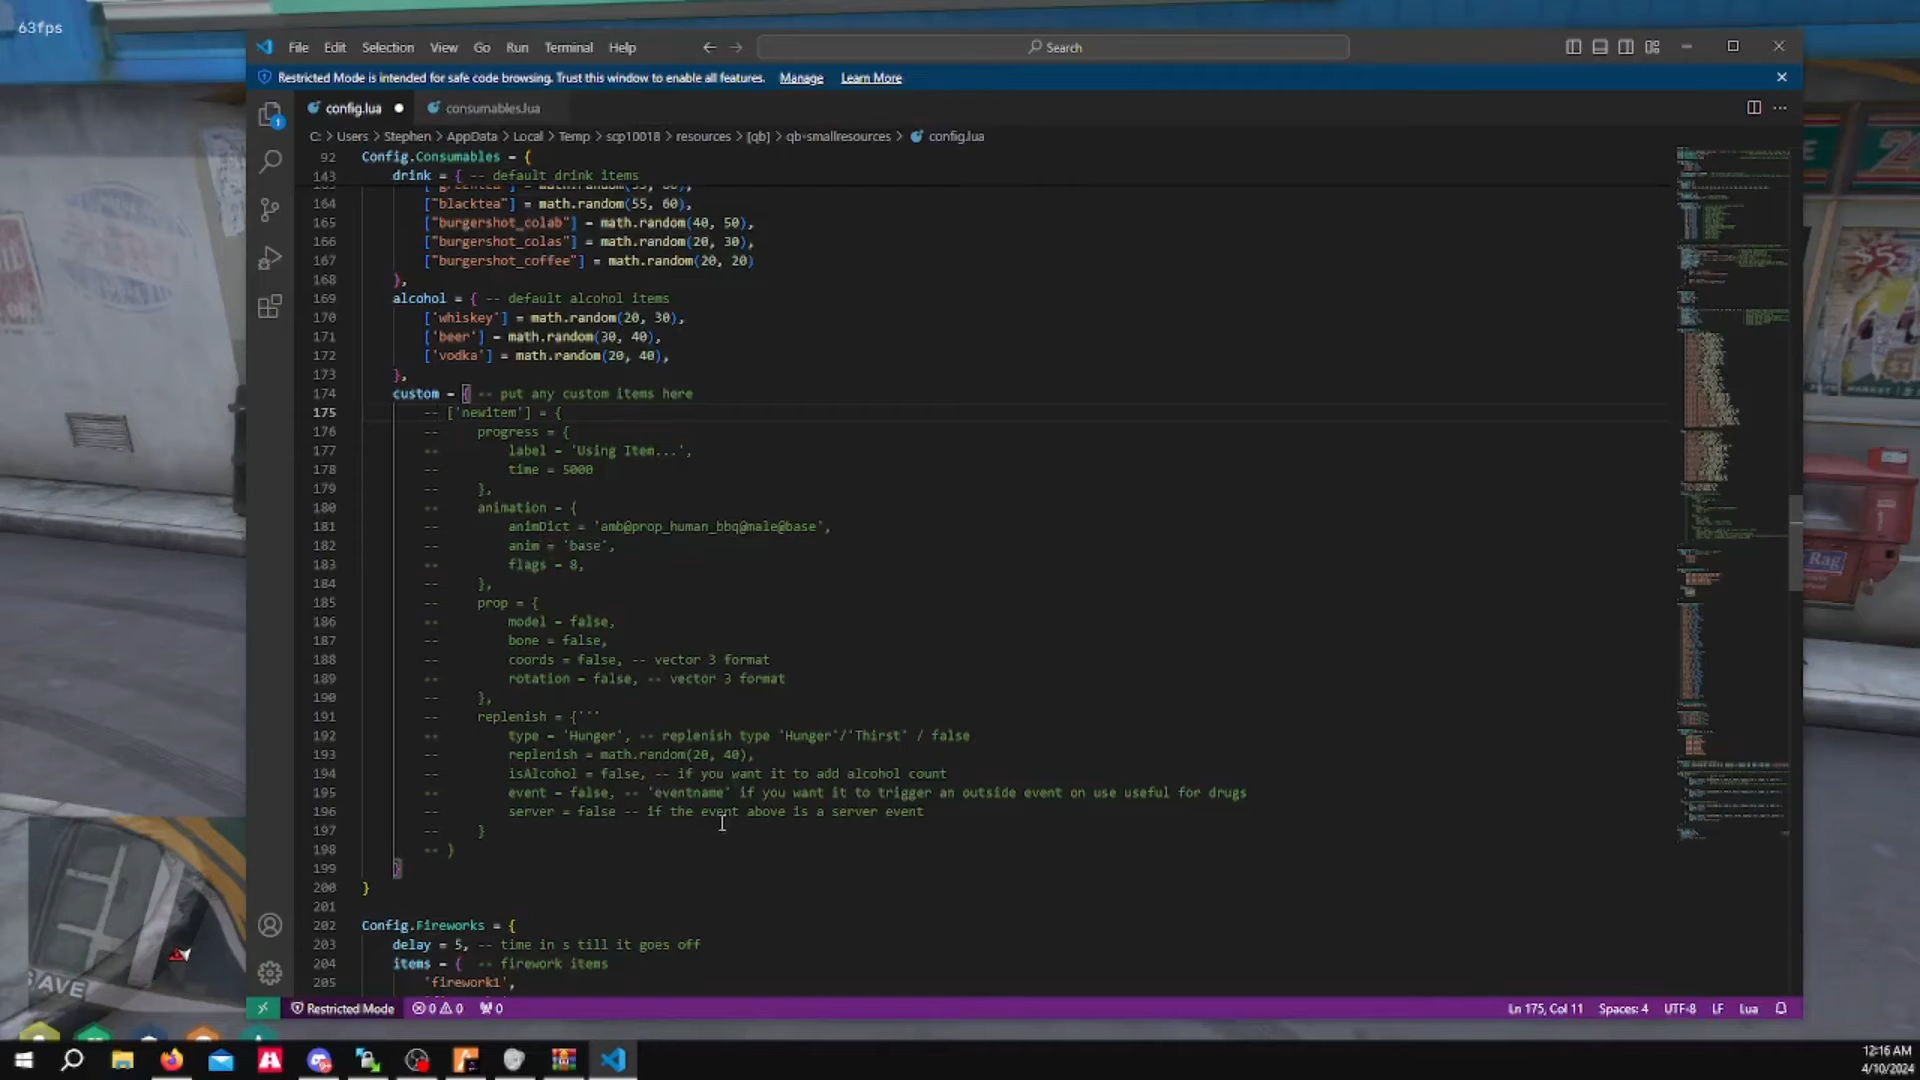 63fps
File Edit Selection View Go Run Terminal Help
Search
Restricted Mode is intended for safe code browsing. Trust this window to enable all features. Manage Learn More
config.lua
consumables.lua
C: > Users > Stephen > AppData > Local > Temp > scp10018 > resources > [qb] > qb-smallresources > config.lua
92 Config.Consumables = {
143 drink = { -- default drink items
164 ["blacktea"] = math.random(55, 60),
165 ["burgershot_colab"] = math.random(40, 50),
166 ["burgershot_colas"] = math.random(20, 30),
167 ["burgershot_coffee"] = math.random(20, 20)
168 },
169 alcohol = { -- default alcohol items
170 ['whiskey'] = math.random(20, 30),
171 ['beer'] = math.random(30, 40),
172 ['vodka'] = math.random(20, 40),
173 },
174 custom = { -- put any custom items here
175 -- ['newitem'] = {
176 -- progress = {
177 -- label = 'Using Item...',
178 -- time = 5000
179 -- },
180 -- animation = {
181 -- animDict = 'amb@prop_human_bbq@male@base',
182 -- anim = 'base',
183 -- flags = 8,
184 -- },
185 -- prop = {
186 -- model = false,
187 -- bone = false,
188 -- coords = false, -- vector 3 format
189 -- rotation = false, -- vector 3 format
190 -- },
191 -- replenish = {'''
192 -- type = 'Hunger', -- replenish type 'Hunger'/'Thirst' / false
193 -- replenish = math.random(20, 40),
194 -- isAlcohol = false, -- if you want it to add alcohol count
195 -- event = false, -- 'eventname' if you want it to trigger an outside event on use useful for drugs
196 -- server = false -- if the event above is a server event
197 -- }
198 -- }
199 }
200 }
201
202 Config.Fireworks = {
203 delay = 5, -- time in s till it goes off
204 items = { -- firework items
205 'firework1',
Restricted Mode 0 0 0
Ln 175, Col 11 Spaces: 4 UTF-8 LF Lua
12:16 AM
4/10/2024
$5
Rag
SAVE